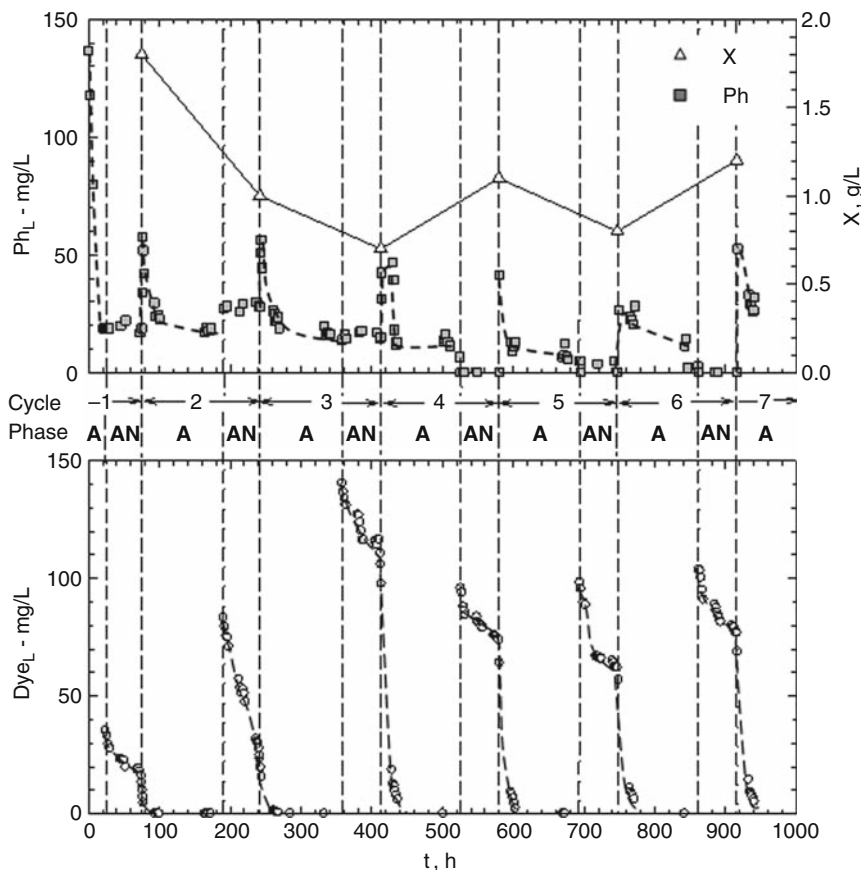 150
2.0
X
Ph
1.5
100
Ph_L - mg/L
1.0
X, g/L
50
0.5
0
0.0
Cycle –1 2 3 4 5 6 7
Phase A AN A AN A AN A AN A AN A AN A
150
100
Dye_L - mg/L
50
0
0 100 200 300 400 500 600 700 800 900 1000
t, h